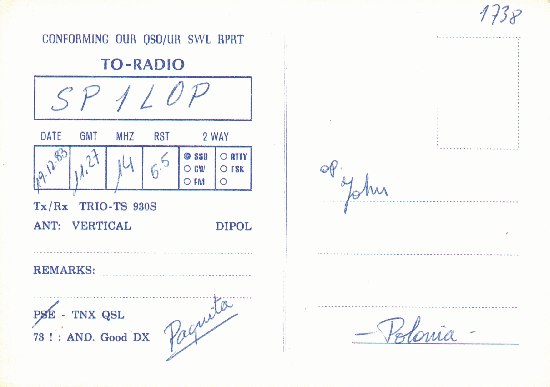 1738
CONFORMING OUR QSO/UR SWL RPRT
TO-RADIO
SP1LOP
DATE GMT MHZ RST 2 WAY
19.12.83 11,27 14 5.5 SSB RTTY
CW FSK
FM
Tx/Rx TRIO-TS 930S
ANT: VERTICAL DIPOL
REMARKS:
PSE - TNX QSL
73 ! : AND. Good DX
Paquita
op. John
- Polonia -